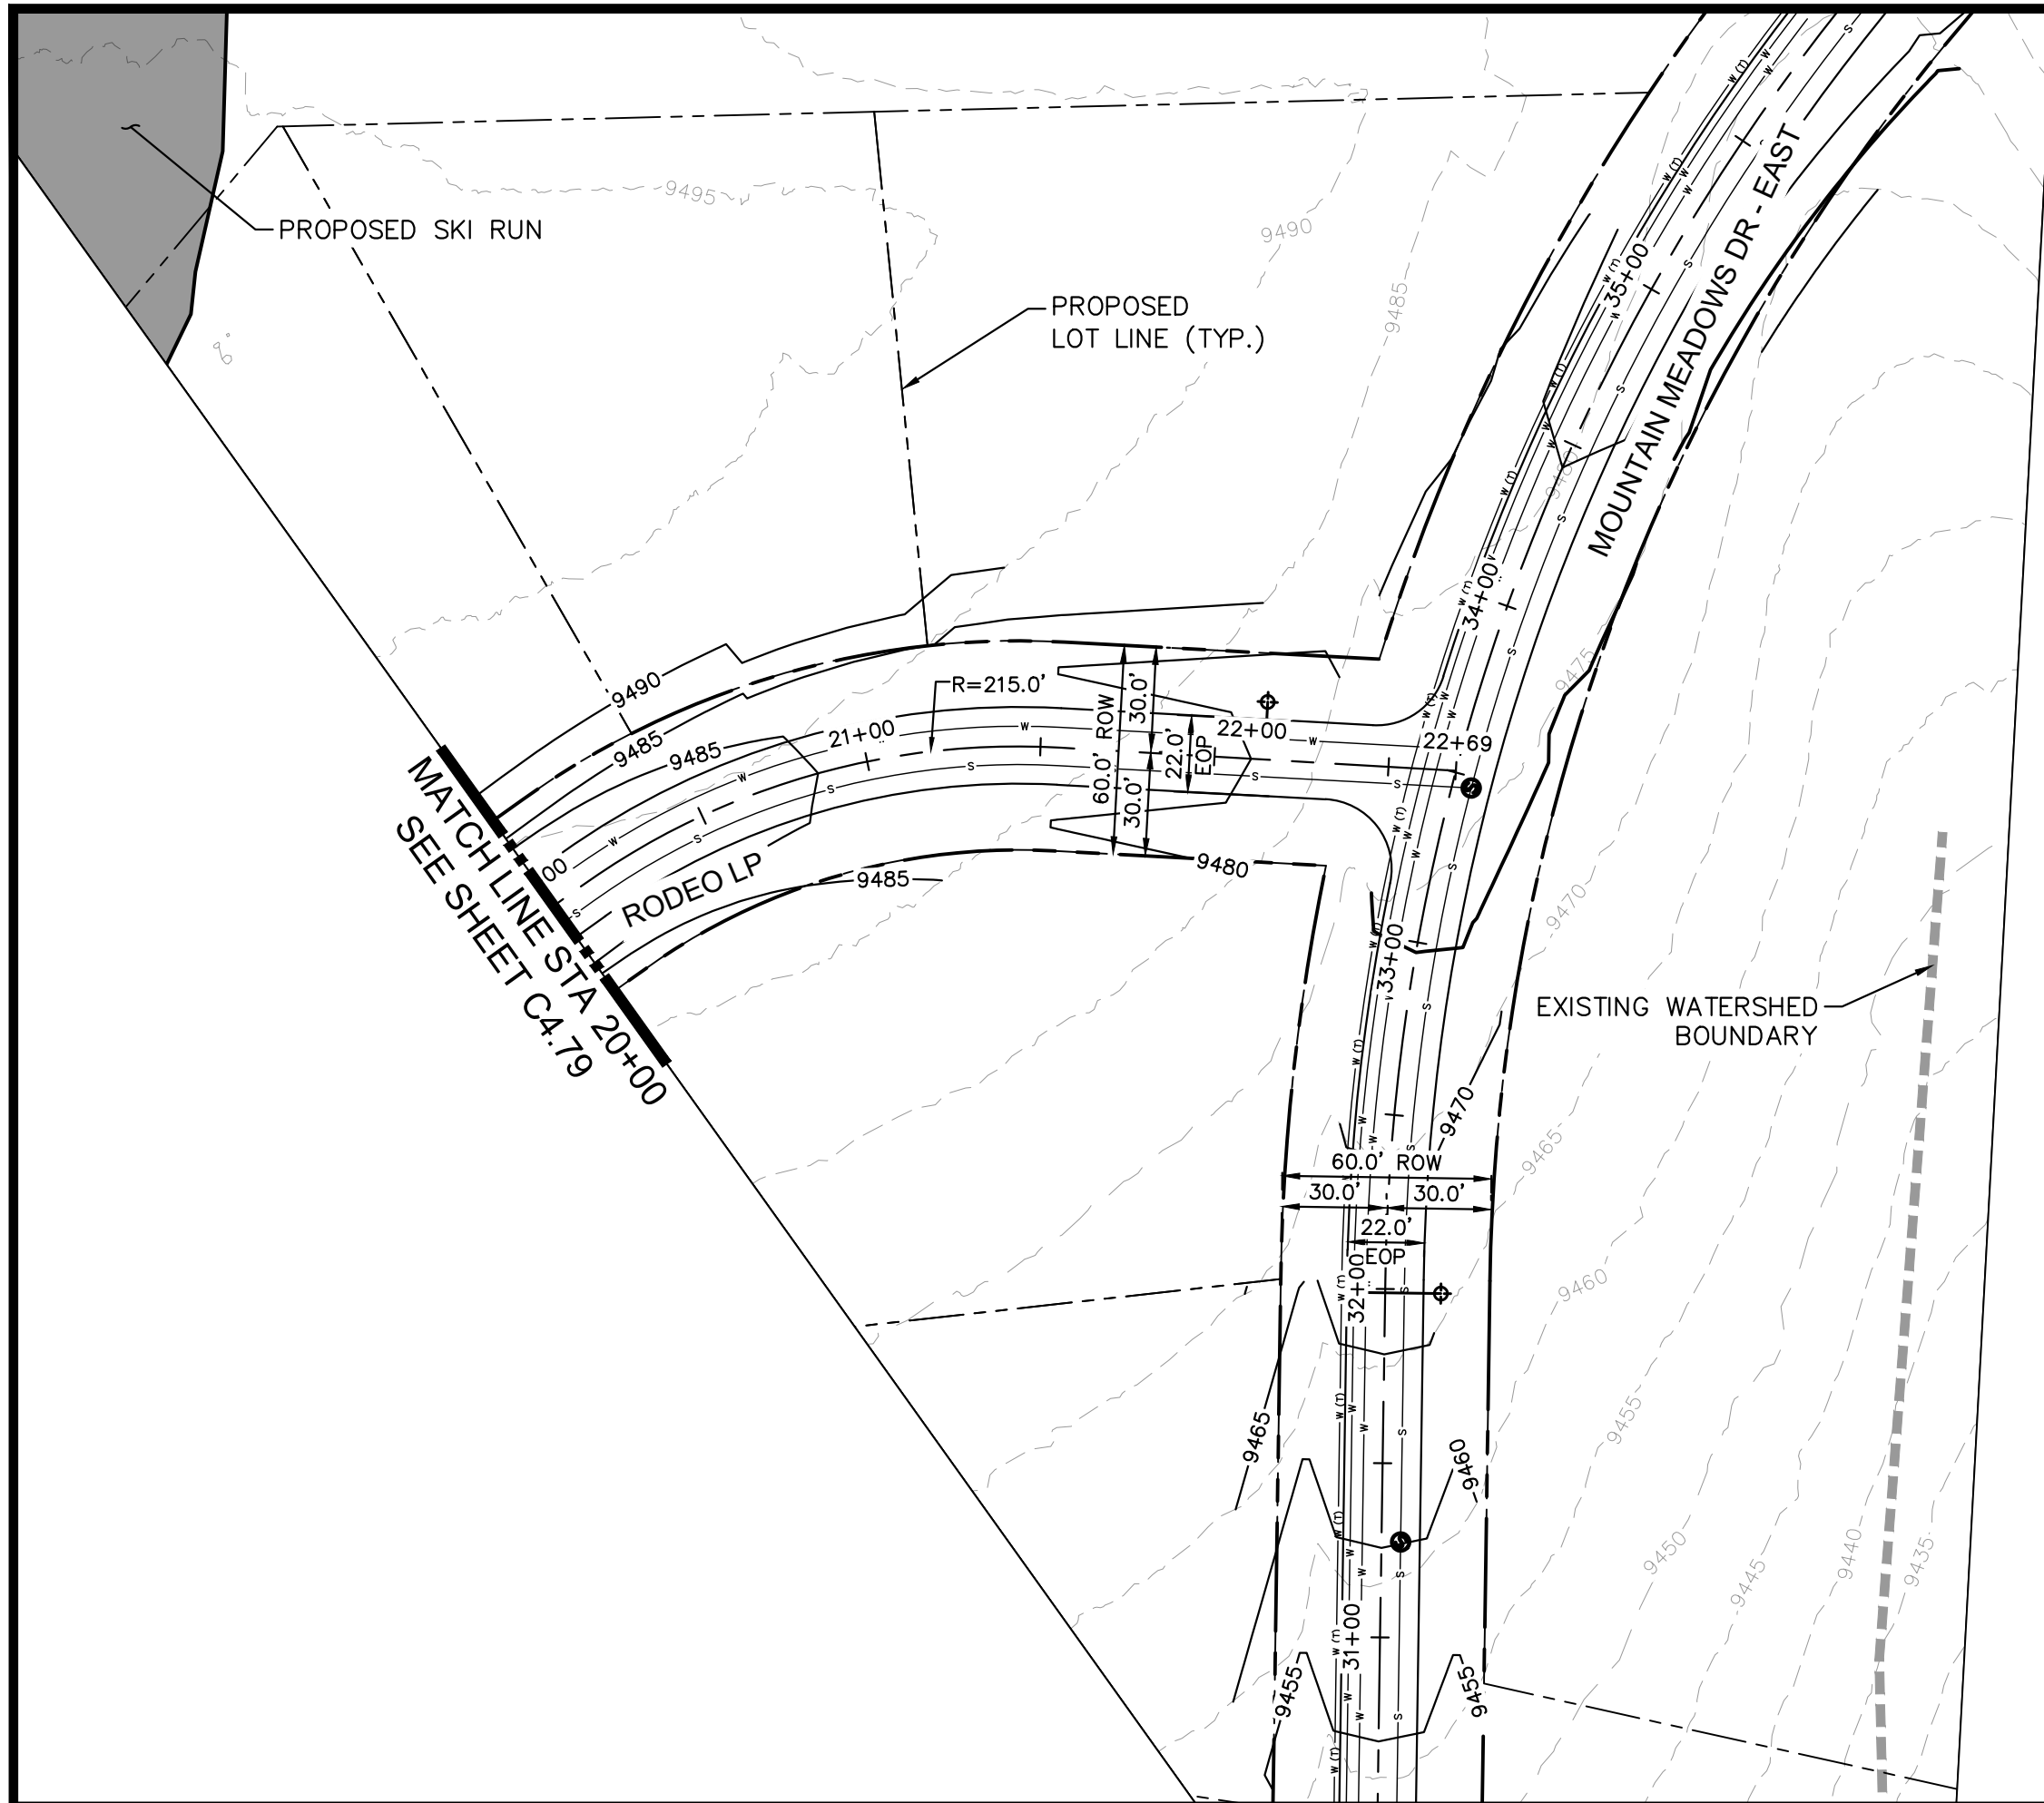 9495
PROPOSED SKI RUN
9490
PROPOSED
LOT LINE (TYP.)
9485
35+00
MOUNTAIN MEADOWS DR - EAST
34+00
9475
9490
R=215.0'
9485
9485
21+00
60.0' ROW
30.0'
30.0'
22.0'
EOP
22+00
22+69
MATCH LINE STA 20+00
SEE SHEET C4.79
00
RODEO LP
9485
9480
33+00
9470
EXISTING WATERSHED
BOUNDARY
9470
9465
60.0' ROW
30.0'
30.0'
22.0'
EOP
32+00
9460
9465
9460
9455
9450
9445
9440
9435
31+00
9455
9455
W
W(T)
S